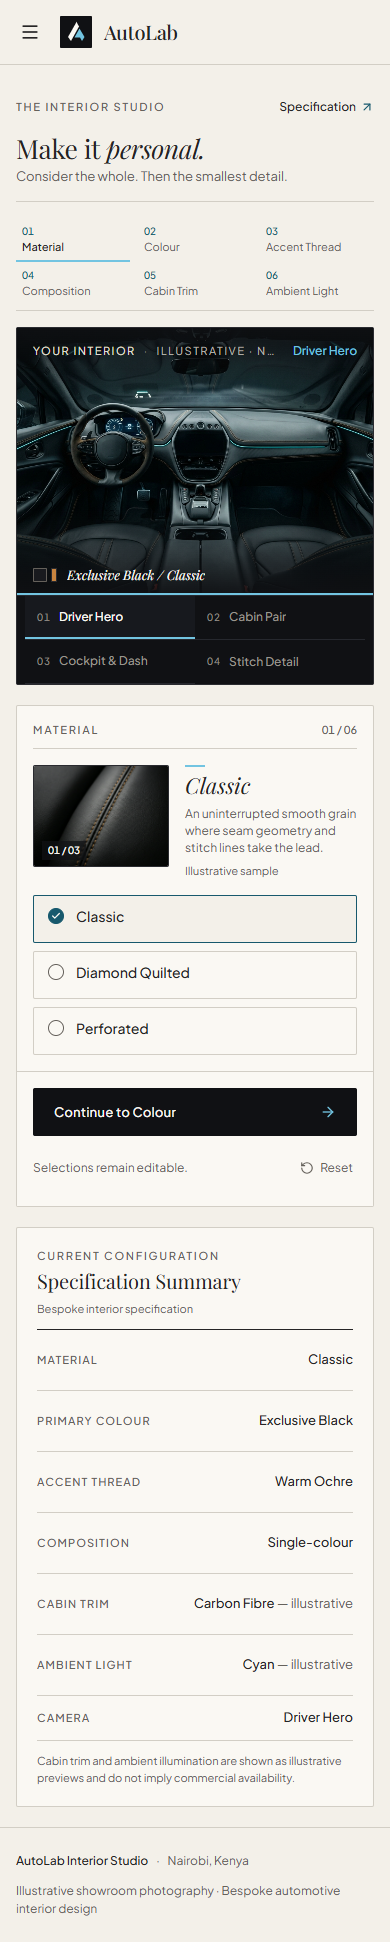 AutoLab
THE INTERIOR STUDIO
Specification
Make it personal.
Consider the whole. Then the smallest detail.
01
Material
02
Colour
03
Accent Thread
04
Composition
05
Cabin Trim
06
Ambient Light
YOUR INTERIOR · ILLUSTRATIVE · N…
Driver Hero
Exclusive Black / Classic
01 Driver Hero
02 Cabin Pair
03 Cockpit & Dash
04 Stitch Detail
MATERIAL
01 / 06
01 / 03
Classic
An uninterrupted smooth grain
where seam geometry and
stitch lines take the lead.
Illustrative sample
Classic
Diamond Quilted
Perforated
Continue to Colour
Selections remain editable.
Reset
CURRENT CONFIGURATION
Specification Summary
Bespoke interior specification
MATERIAL
Classic
PRIMARY COLOUR
Exclusive Black
ACCENT THREAD
Warm Ochre
COMPOSITION
Single-colour
CABIN TRIM
Carbon Fibre — illustrative
AMBIENT LIGHT
Cyan — illustrative
CAMERA
Driver Hero
Cabin trim and ambient illumination are shown as illustrative
previews and do not imply commercial availability.
AutoLab Interior Studio · Nairobi, Kenya
Illustrative showroom photography · Bespoke automotive
interior design